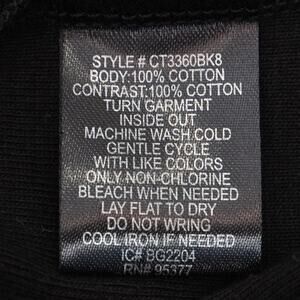 STYLE # CT3360BK8
BODY:100% COTTON
CONTRAST:100% COTTON
TURN GARMENT
INSIDE OUT
MACHINE WASH COLD
GENTLE CYCLE
WITH LIKE COLORS
ONLY NON-CHLORINE
BLEACH WHEN NEEDED
LAY FLAT TO DRY
DO NOT WRING
COOL IRON IF NEEDED
IC# BG2204
RN# 95377